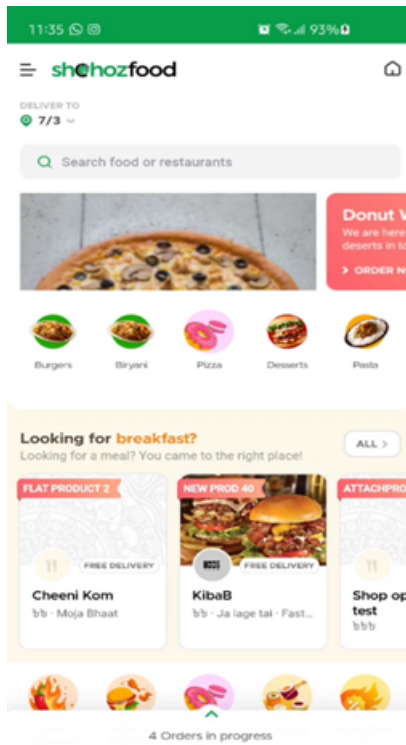 11:35 93%
shohozfood
DELIVER TO
7/3
Search food or restaurants
Donut W
We are here
deserts in to
> ORDER NO
Burgers Biryani Pizza Desserts Pasta
Looking for breakfast?
Looking for a meal? You came to the right place!
ALL >
FLAT PRODUCT 2 NEW PROD 40 ATTACHPRO
FREE DELIVERY FREE DELIVERY
Cheeni Kom KibaB Shop op
test
৳৳ · Moja Bhaat ৳৳ · Ja lage tai · Fast... ৳৳৳
4 Orders in progress